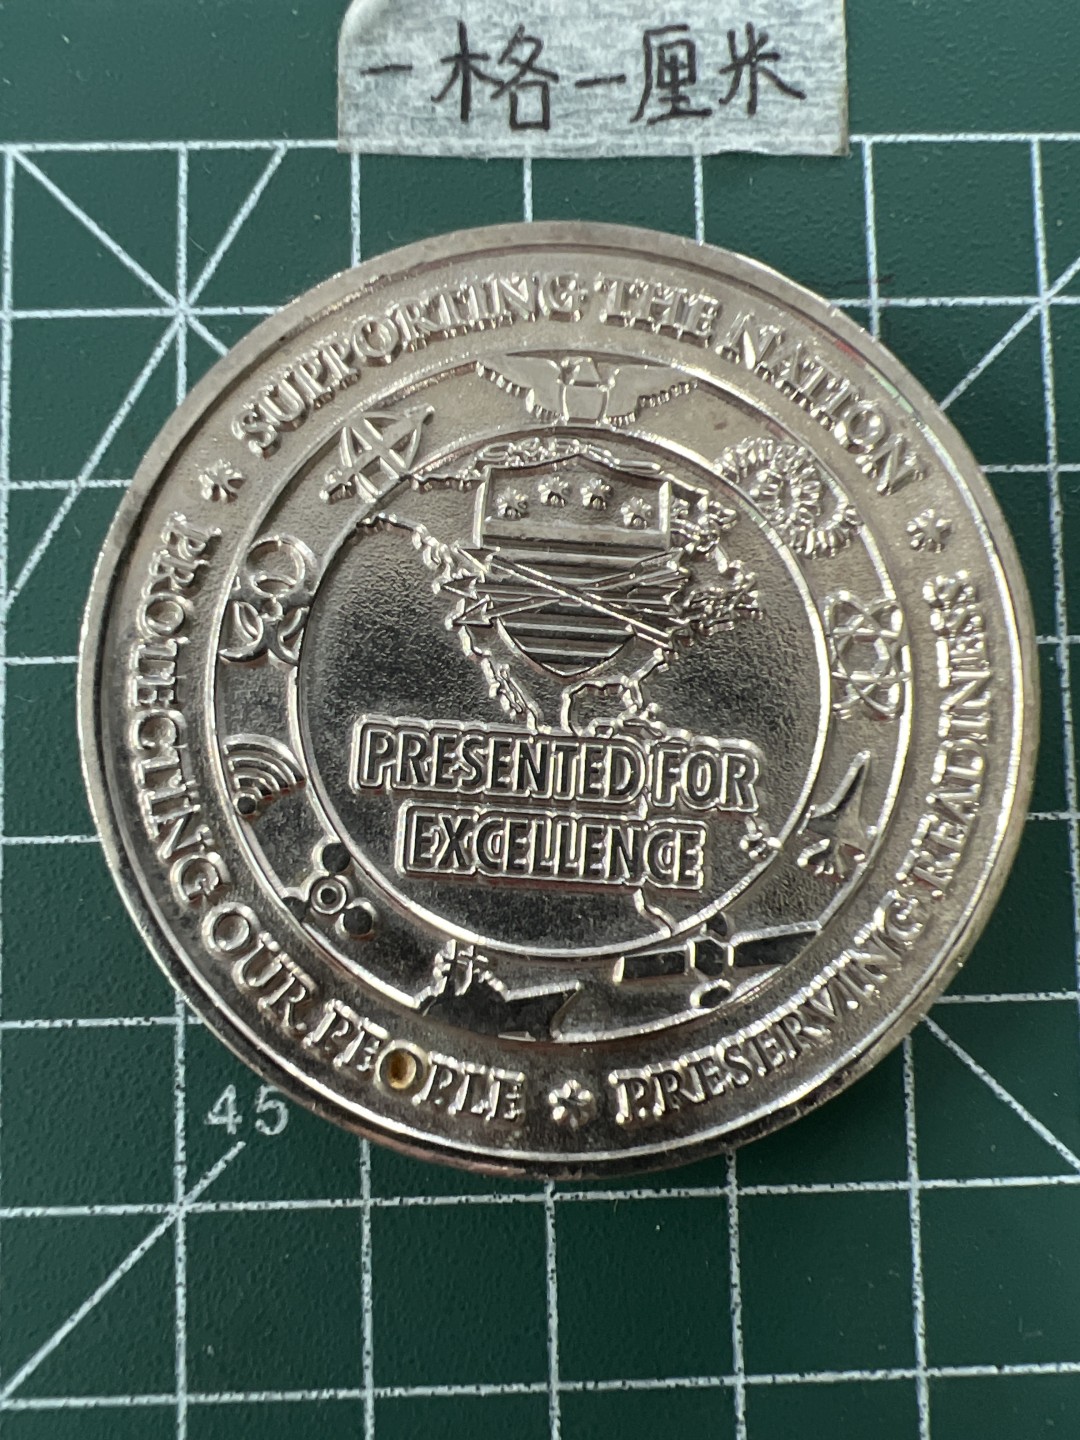 一格一厘米
SUPPORTING THE NATION
PRESENTED FOR
EXCELLENCE
PROTECTING OUR PEOPLE
PRESERVING READINESS
45